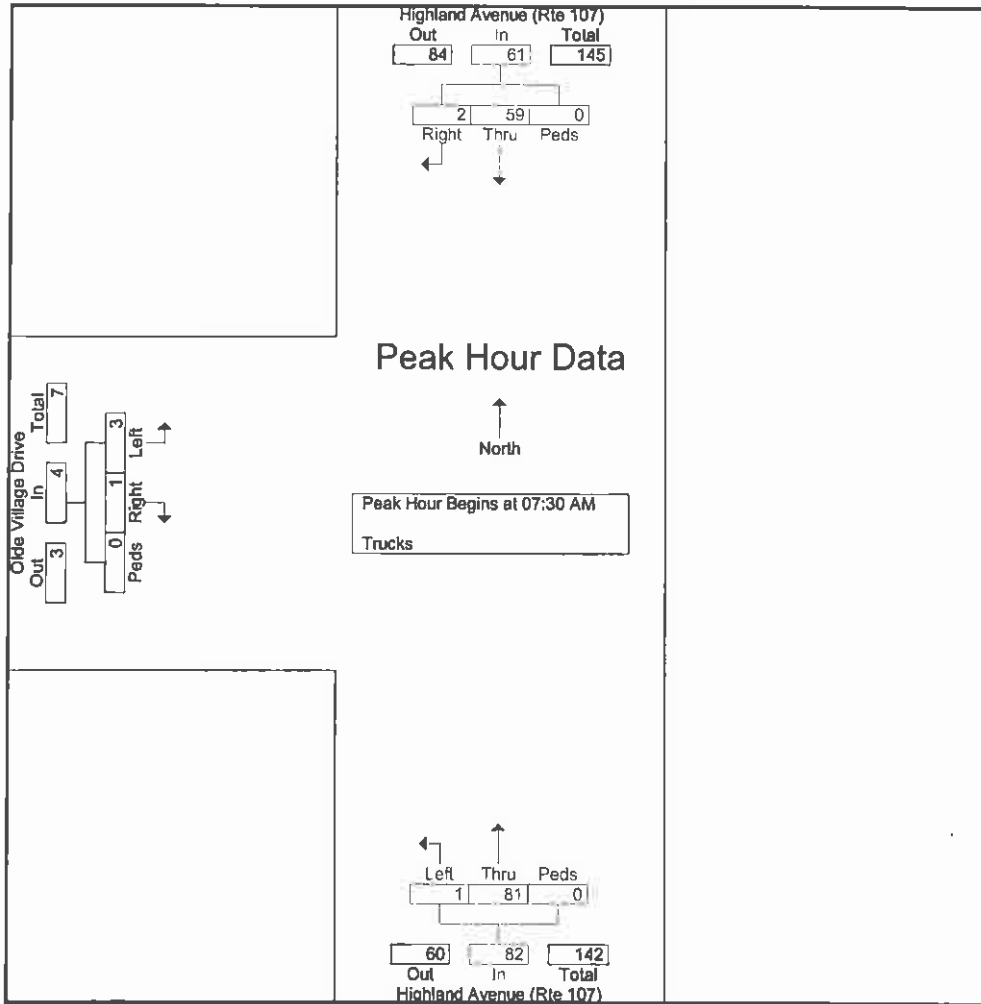 Highland Avenue (Rte 107)
Out In Total
84 61 145
2 59 0
Right Thru Peds
Peak Hour Data
North
Peak Hour Begins at 07:30 AM
Trucks
Olde Village Drive
Out In Total
3 4 7
0 1 3
Peds Right Left
Left Thru Peds
1 81 0
60 82 142
Out In Total
Highland Avenue (Rte 107)